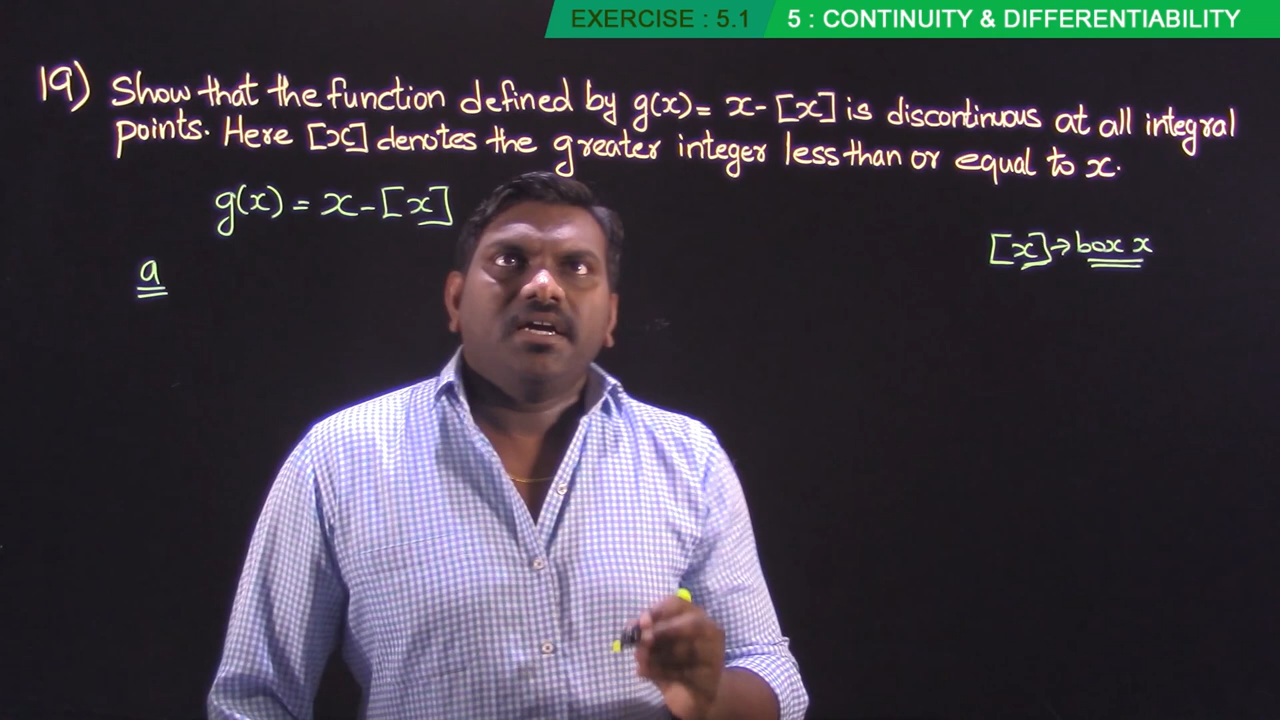 EXERCISE : 5.1 5 : CONTINUITY & DIFFERENTIABILITY
19) Show that the function defined by g(x) = x - [x] is discontinuous at all integral
points. Here [x] denotes the greater integer less than or equal to x.
g(x) = x - [x]
[x] → box x
a